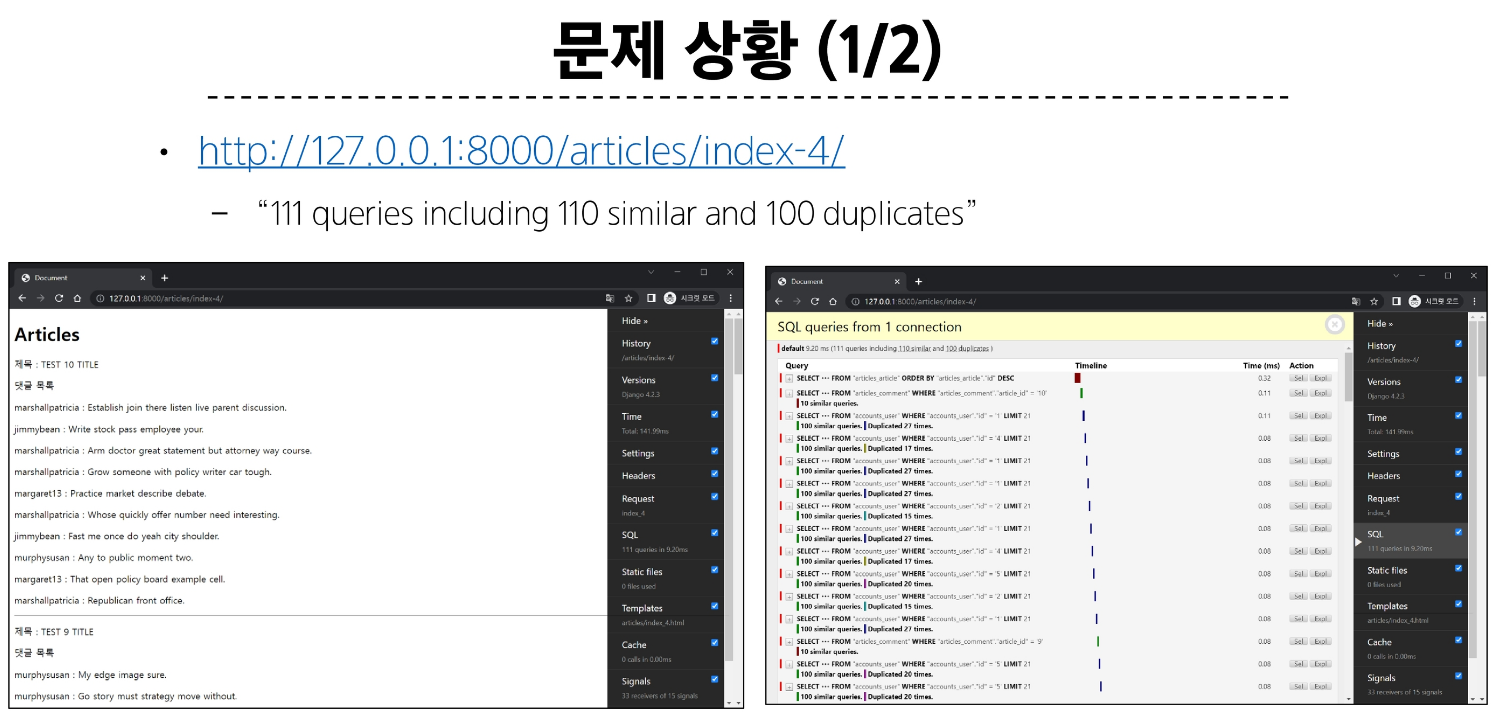 문제 상황 (1/2)
• http://127.0.0.1:8000/articles/index-4/
– “111 queries including 110 similar and 100 duplicates”
Document
127.0.0.1:8000/articles/index-4/
시크릿 모드
Articles
제목 : TEST 10 TITLE
댓글 목록
marshallpatricia : Establish join there listen live parent discussion.
jimmybean : Write stock pass employee your.
marshallpatricia : Arm doctor great statement but attorney way course.
marshallpatricia : Grow someone with policy writer car tough.
margaret13 : Practice market describe debate.
marshallpatricia : Whose quickly offer number need interesting.
jimmybean : Fast me once do yeah city shoulder.
murphysusan : Any to public moment two.
margaret13 : That open policy board example cell.
marshallpatricia : Republican front office.
제목 : TEST 9 TITLE
댓글 목록
murphysusan : My edge image sure.
murphysusan : Go story must strategy move without.
Hide »
History
/articles/index-4/
Versions
Django 4.2.3
Time
Total: 141.99ms
Settings
Headers
Request
index_4
SQL
111 queries in 9.20ms
Static files
0 files used
Templates
articles/index_4.html
Cache
0 calls in 0.00ms
Signals
33 receivers of 15 signals
Document
127.0.0.1:8000/articles/index-4/
시크릿 모드
SQL queries from 1 connection
default 9.20 ms (111 queries including 110 similar and 100 duplicates )
Query Timeline Time (ms) Action
+ SELECT ••• FROM "articles_article" ORDER BY "articles_article"."id" DESC 0.32 Sel Expl
+ SELECT ••• FROM "articles_comment" WHERE "articles_comment"."article_id" = '10' 0.11 Sel Expl
10 similar queries.
+ SELECT ••• FROM "accounts_user" WHERE "accounts_user"."id" = '1' LIMIT 21 0.11 Sel Expl
100 similar queries. Duplicated 27 times.
+ SELECT ••• FROM "accounts_user" WHERE "accounts_user"."id" = '4' LIMIT 21 0.08 Sel Expl
100 similar queries. Duplicated 17 times.
+ SELECT ••• FROM "accounts_user" WHERE "accounts_user"."id" = '1' LIMIT 21 0.08 Sel Expl
100 similar queries. Duplicated 27 times.
+ SELECT ••• FROM "accounts_user" WHERE "accounts_user"."id" = '1' LIMIT 21 0.08 Sel Expl
100 similar queries. Duplicated 27 times.
+ SELECT ••• FROM "accounts_user" WHERE "accounts_user"."id" = '2' LIMIT 21 0.08 Sel Expl
100 similar queries. Duplicated 15 times.
+ SELECT ••• FROM "accounts_user" WHERE "accounts_user"."id" = '1' LIMIT 21 0.08 Sel Expl
100 similar queries. Duplicated 27 times.
+ SELECT ••• FROM "accounts_user" WHERE "accounts_user"."id" = '4' LIMIT 21 0.08 Sel Expl
100 similar queries. Duplicated 17 times.
+ SELECT ••• FROM "accounts_user" WHERE "accounts_user"."id" = '5' LIMIT 21 0.08 Sel Expl
100 similar queries. Duplicated 20 times.
+ SELECT ••• FROM "accounts_user" WHERE "accounts_user"."id" = '2' LIMIT 21 0.08 Sel Expl
100 similar queries. Duplicated 15 times.
+ SELECT ••• FROM "accounts_user" WHERE "accounts_user"."id" = '1' LIMIT 21 0.08 Sel Expl
100 similar queries. Duplicated 27 times.
+ SELECT ••• FROM "articles_comment" WHERE "articles_comment"."article_id" = '9' 0.08 Sel Expl
10 similar queries.
+ SELECT ••• FROM "accounts_user" WHERE "accounts_user"."id" = '5' LIMIT 21 0.08 Sel Expl
100 similar queries. Duplicated 20 times.
+ SELECT ••• FROM "accounts_user" WHERE "accounts_user"."id" = '5' LIMIT 21 0.08 Sel Expl
100 similar queries. Duplicated 20 times.
Hide »
History
/articles/index-4/
Versions
Django 4.2.3
Time
Total: 141.99ms
Settings
Headers
Request
index_4
SQL
111 queries in 9.20ms
Static files
0 files used
Templates
articles/index_4.html
Cache
0 calls in 0.00ms
Signals
33 receivers of 15 signals